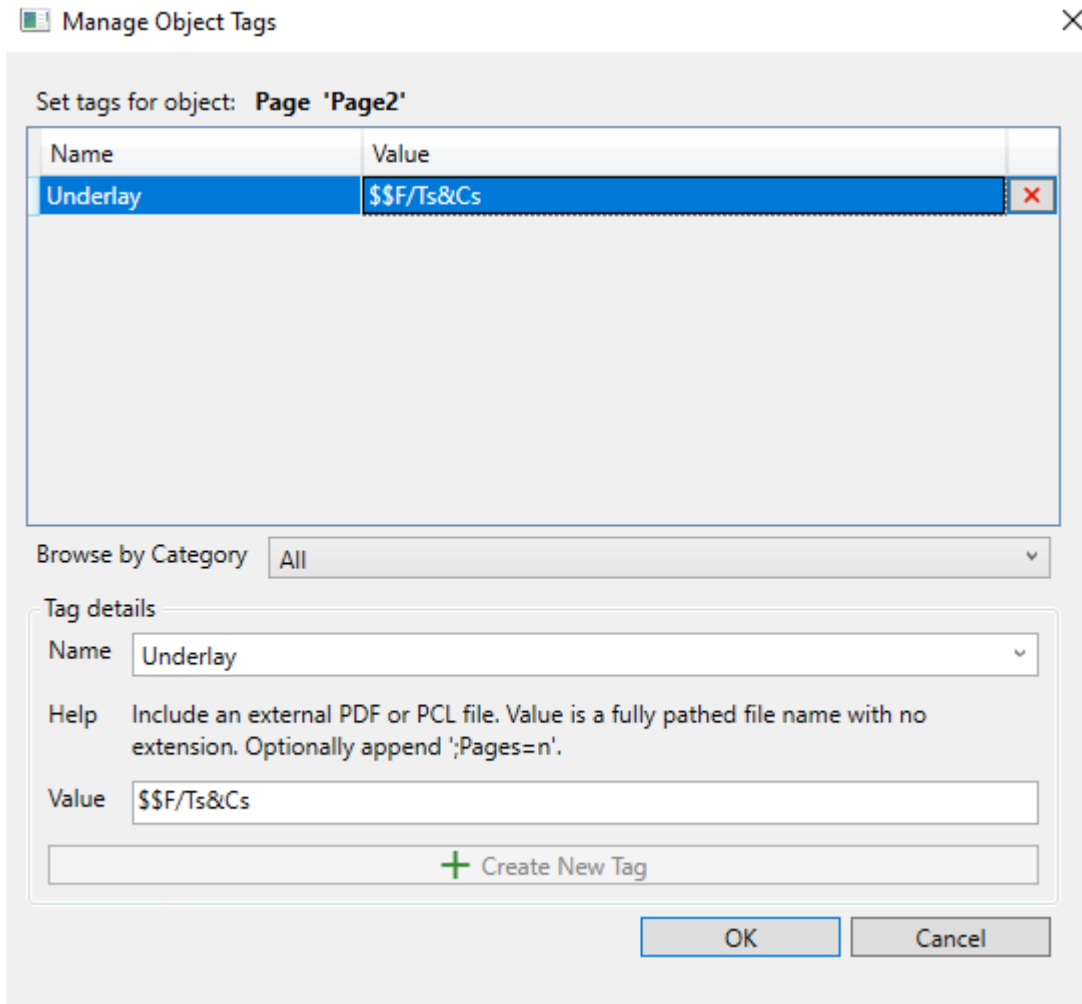 Manage Object Tags
Set tags for object: Page 'Page2'
Name Value
Underlay $$F/Ts&Cs
Browse by Category All
Tag details
Name Underlay
Help Include an external PDF or PCL file. Value is a fully pathed file name with no
extension. Optionally append ';Pages=n'.
Value $$F/Ts&Cs
Create New Tag
OK Cancel